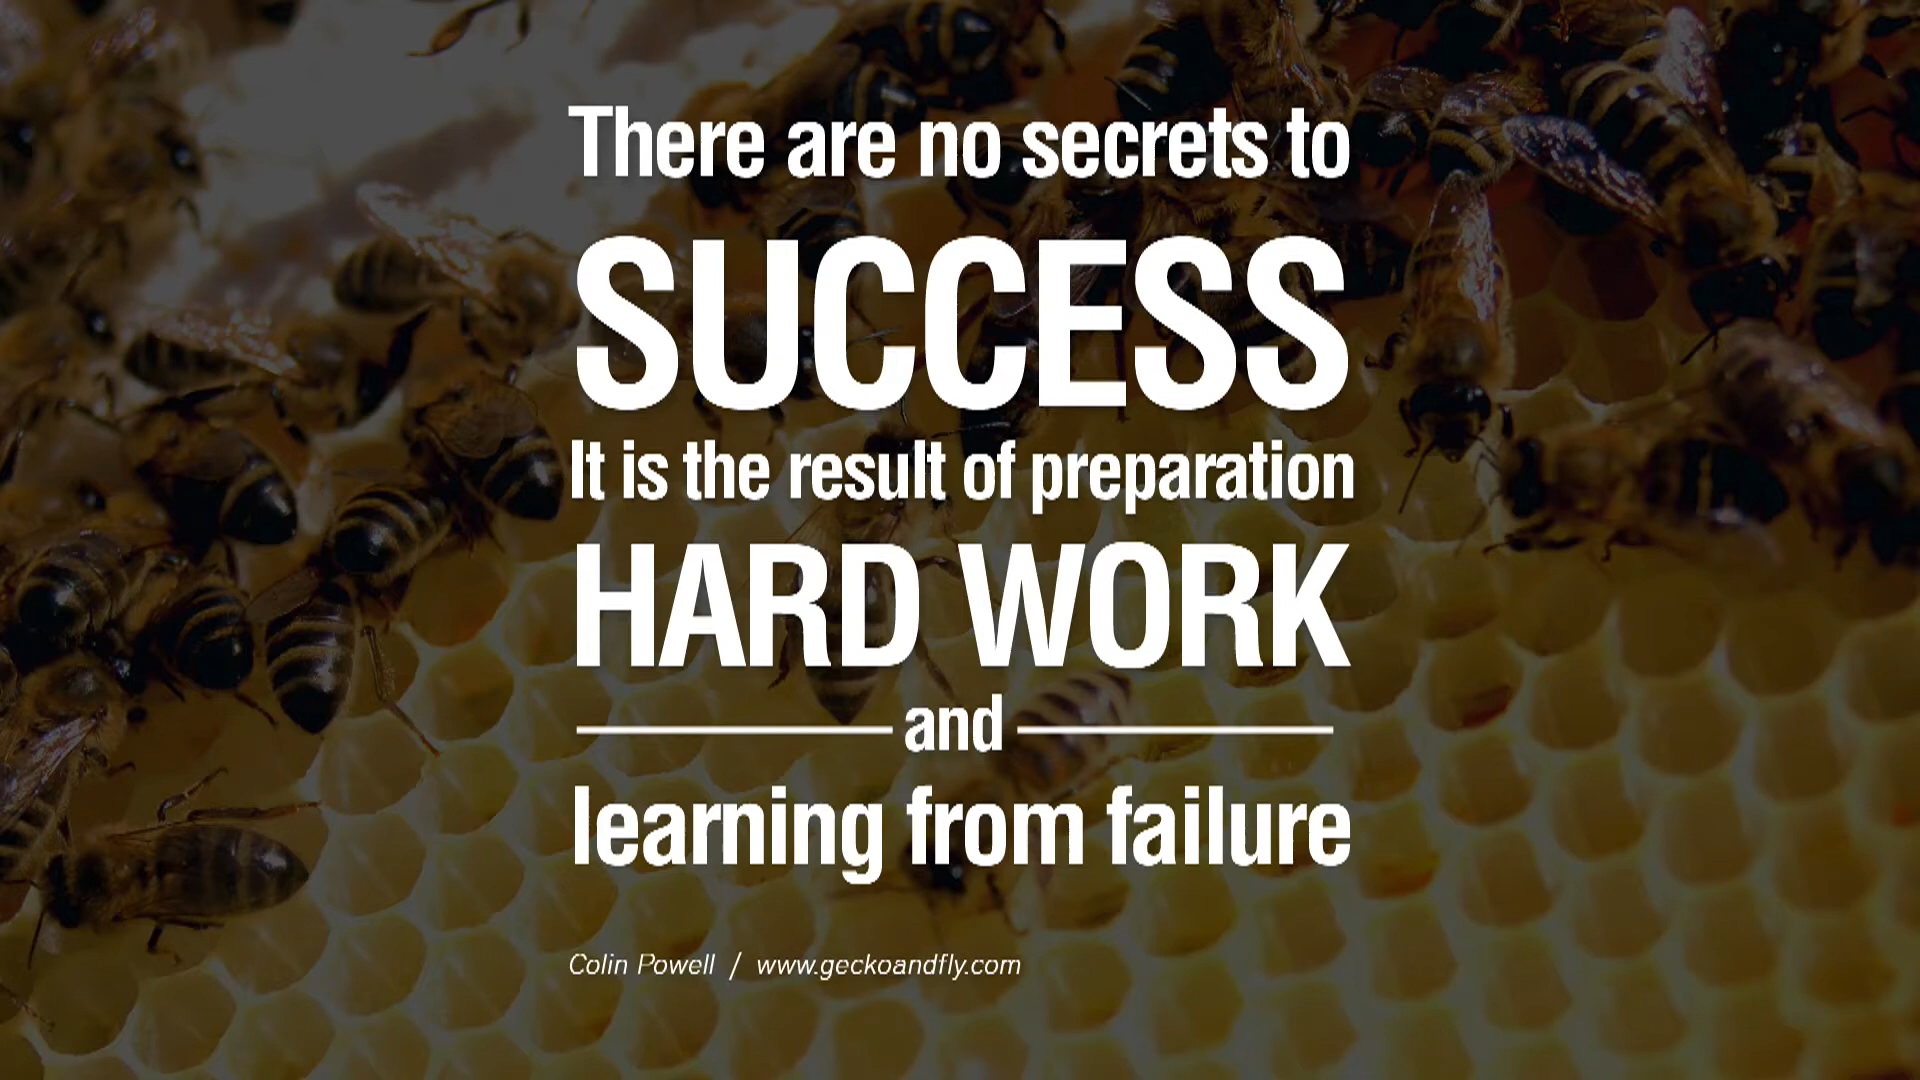 There are no secrets to
SUCCESS
It is the result of preparation
HARD WORK
and
learning from failure
Colin Powell / www.geckoandfly.com